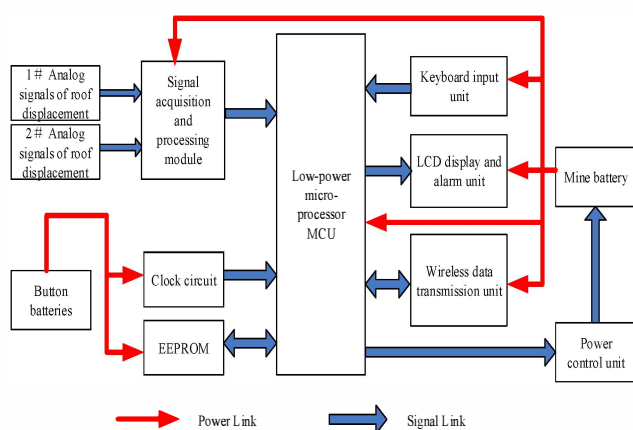 1# Analog
signals of roof
displacement
2# Analog
signals of roof
displacement
Signal
acquisition
and
processing
module
Low-power
micro-
processor
MCU
Keyboard input
unit
LCD display and
alarm unit
Mine battery
Wireless data
transmission unit
Button
batteries
Clock circuit
EEPROM
Power
control unit
Power Link
Signal Link